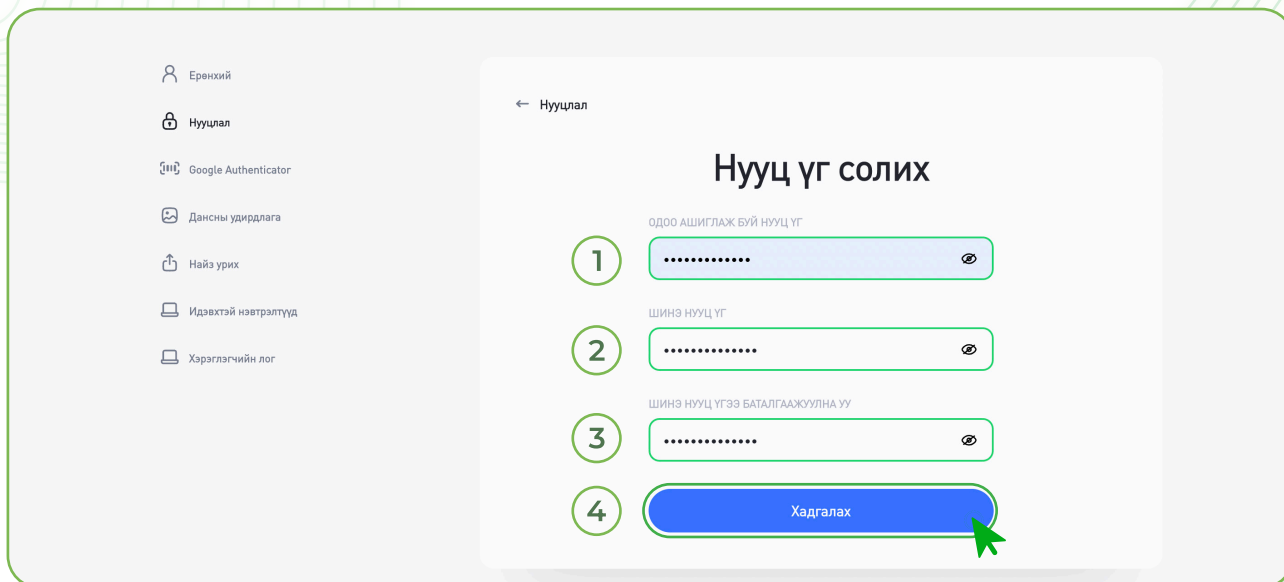 Ерөнхий
Нууцлал
Google Authenticator
Дансны удирдлага
Найз урих
Идэвхтэй нэвтрэлтүүд
Хэрэглэгчийн лог
← Нууцлал
Нууц үг солих
ОДОО АШИГЛАЖ БУЙ НУУЦ ҮГ
1 •••••••••••••
ШИНЭ НУУЦ ҮГ
2 ••••••••••••••
ШИНЭ НУУЦ ҮГЭЭ БАТАЛГААЖУУЛНА УУ
3 ••••••••••••••
4 Хадгалах